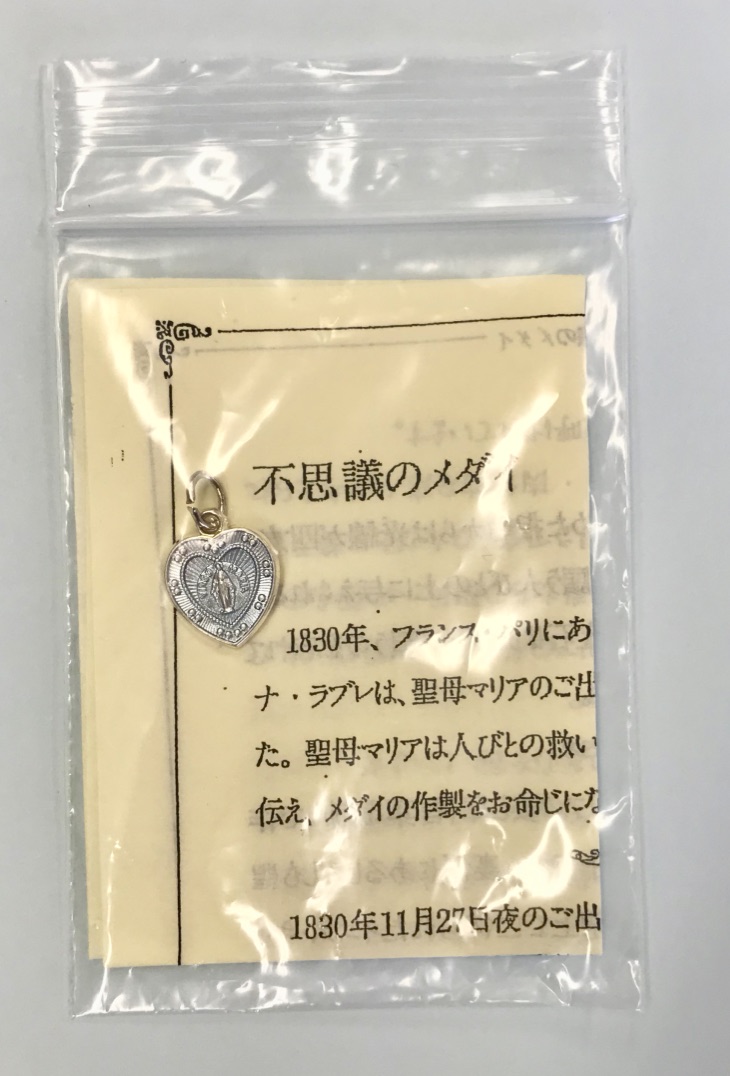 不思議のメダイ
1830年、フランス・パリにあ
ナ・ラブレは、聖母マリアのご出
た。聖母マリアは人びとの救い
伝え、メダイの作製をお命じにな
1830年11月27日夜のご出